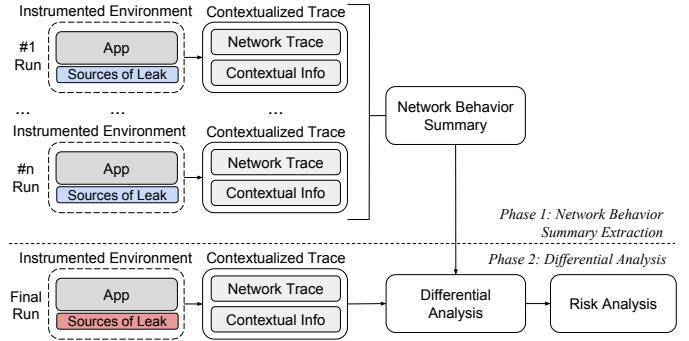 Instrumented Environment
Contextualized Trace
#1
Run
App
Sources of Leak
Network Trace
Contextual Info
...
...
...
Instrumented Environment
Contextualized Trace
#n
Run
App
Sources of Leak
Network Trace
Contextual Info
Network Behavior
Summary
Phase 1: Network Behavior
Summary Extraction
Phase 2: Differential Analysis
Instrumented Environment
Contextualized Trace
Final
Run
App
Sources of Leak
Network Trace
Contextual Info
Differential
Analysis
Risk Analysis